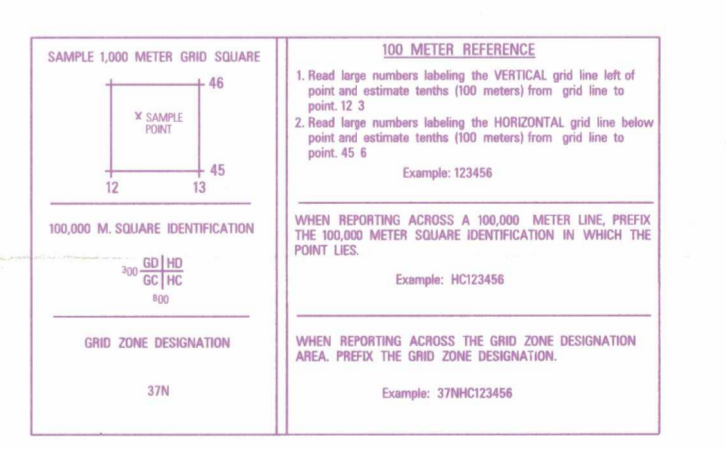 SAMPLE 1,000 METER GRID SQUARE
46
X SAMPLE
POINT
45
12 13
100,000 M. SQUARE IDENTIFICATION
GD HD
300
GC HC
800
GRID ZONE DESIGNATION
37N
100 METER REFERENCE
1. Read large numbers labeling the VERTICAL grid line left of
point and estimate tenths (100 meters) from grid line to
point. 12 3
2. Read large numbers labeling the HORIZONTAL grid line below
point and estimate tenths (100 meters) from grid line to
point. 45 6
Example: 123456
WHEN REPORTING ACROSS A 100,000 METER LINE, PREFIX
THE 100,000 METER SQUARE IDENTIFICATION IN WHICH THE
POINT LIES.
Example: HC123456
WHEN REPORTING ACROSS THE GRID ZONE DESIGNATION
AREA. PREFIX THE GRID ZONE DESIGNATION.
Example: 37NHC123456